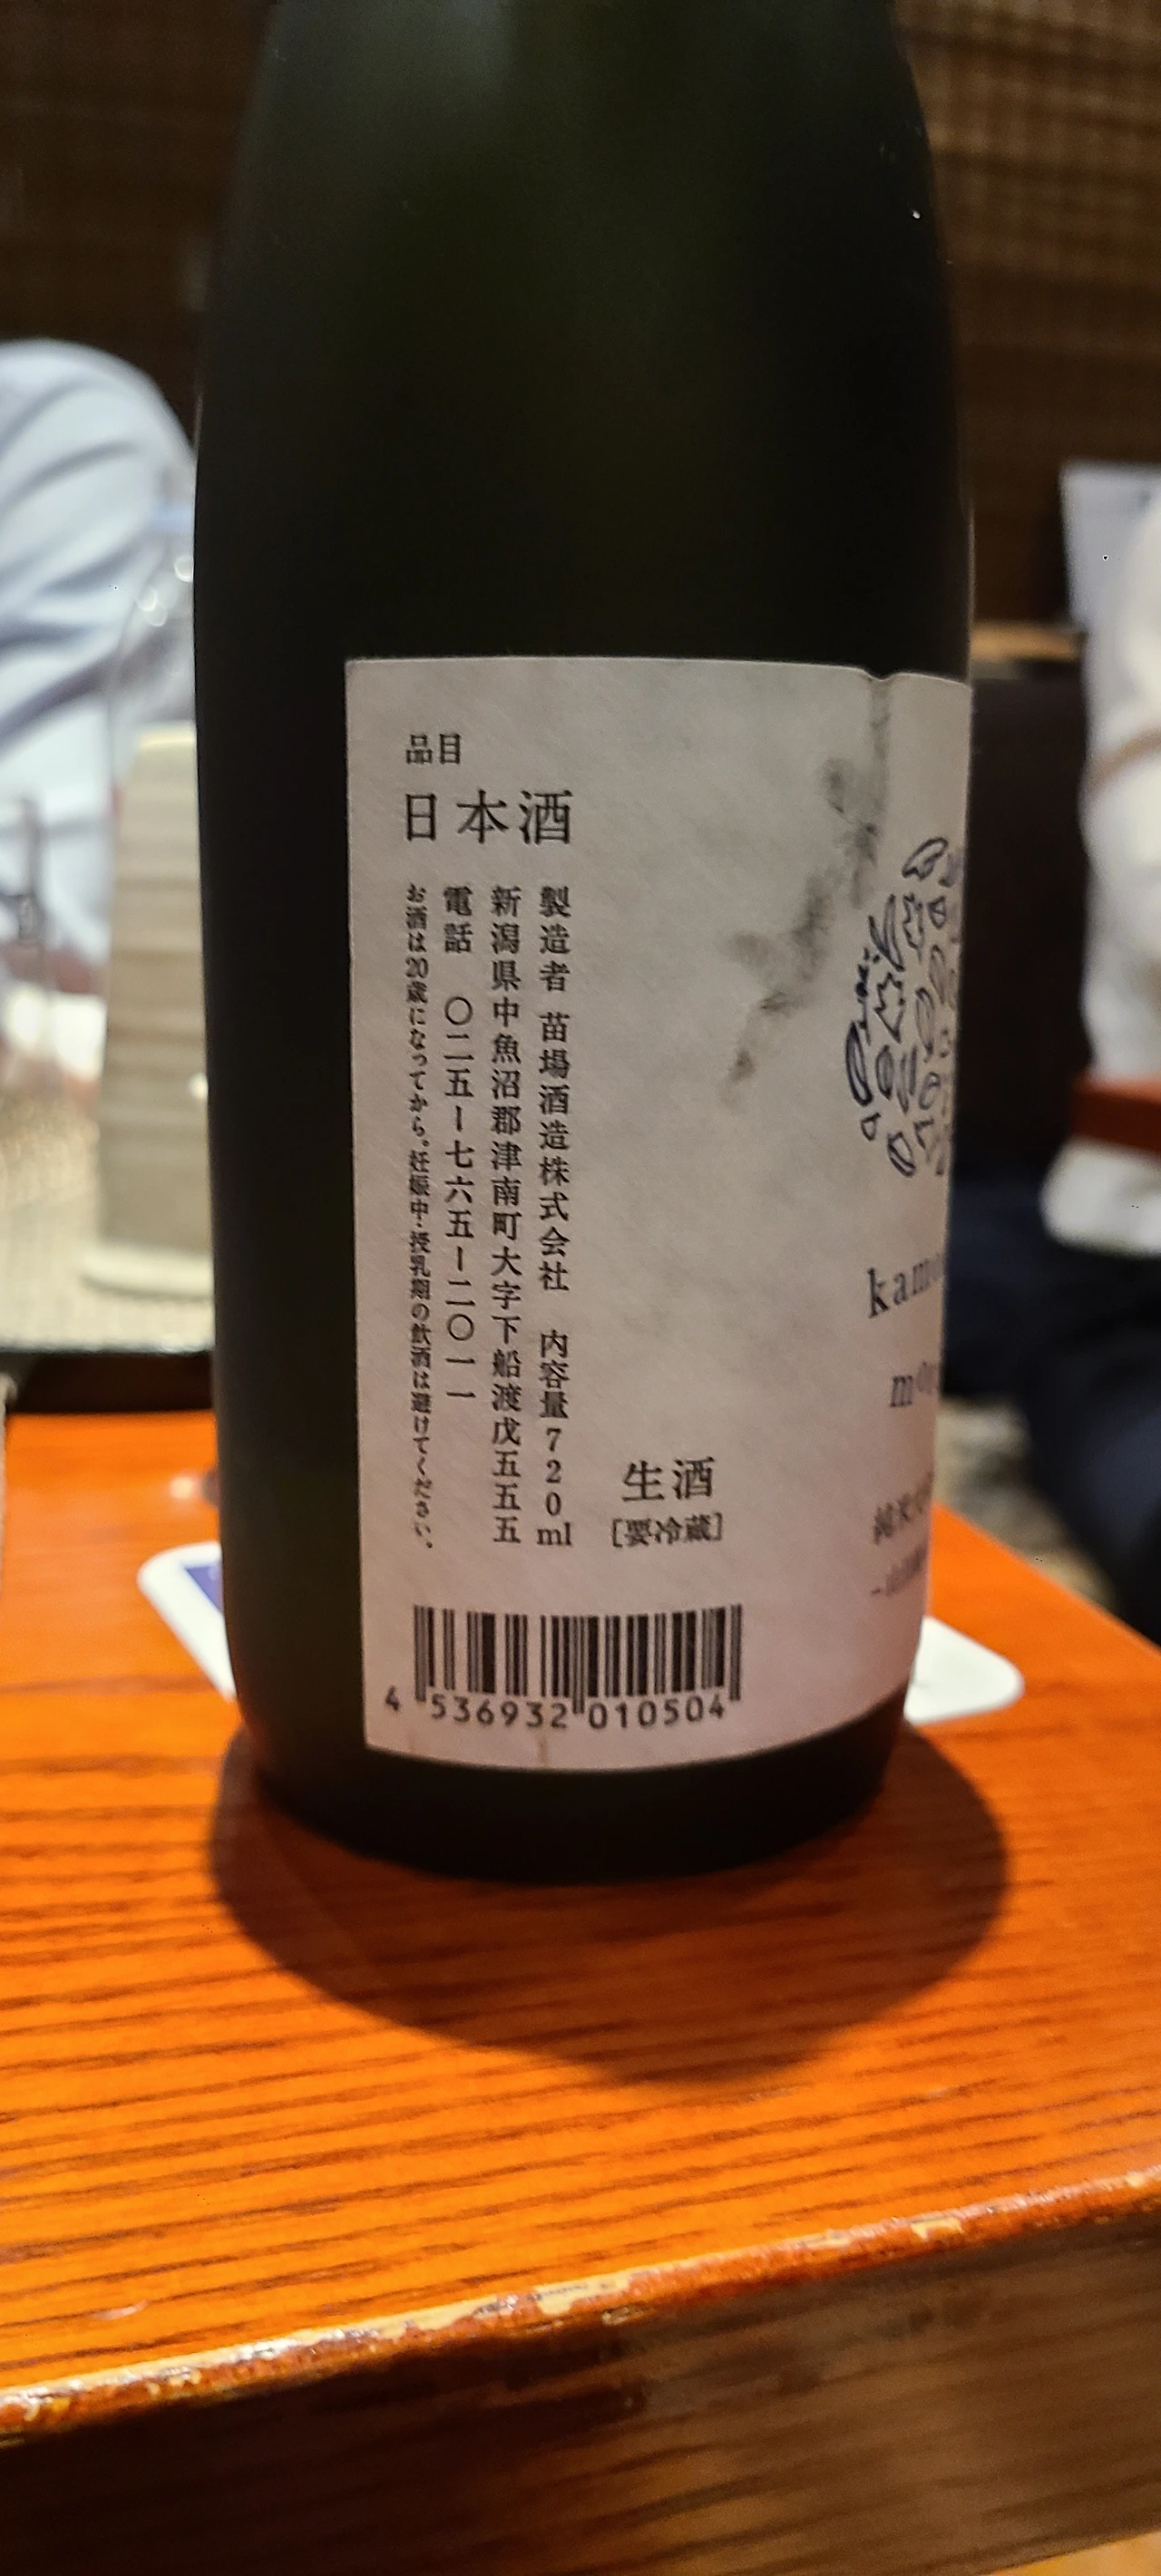 品目
日本酒
製造者 苗場酒造株式会社 内容量720ml
新潟県中魚沼郡津南町大字下船渡戊五五五
電話 〇二五ー七六五ー二〇一一
お酒は20歳になってから。妊娠中・授乳期の飲酒は避けてください。
生酒
[要冷蔵]
4 536932 010504